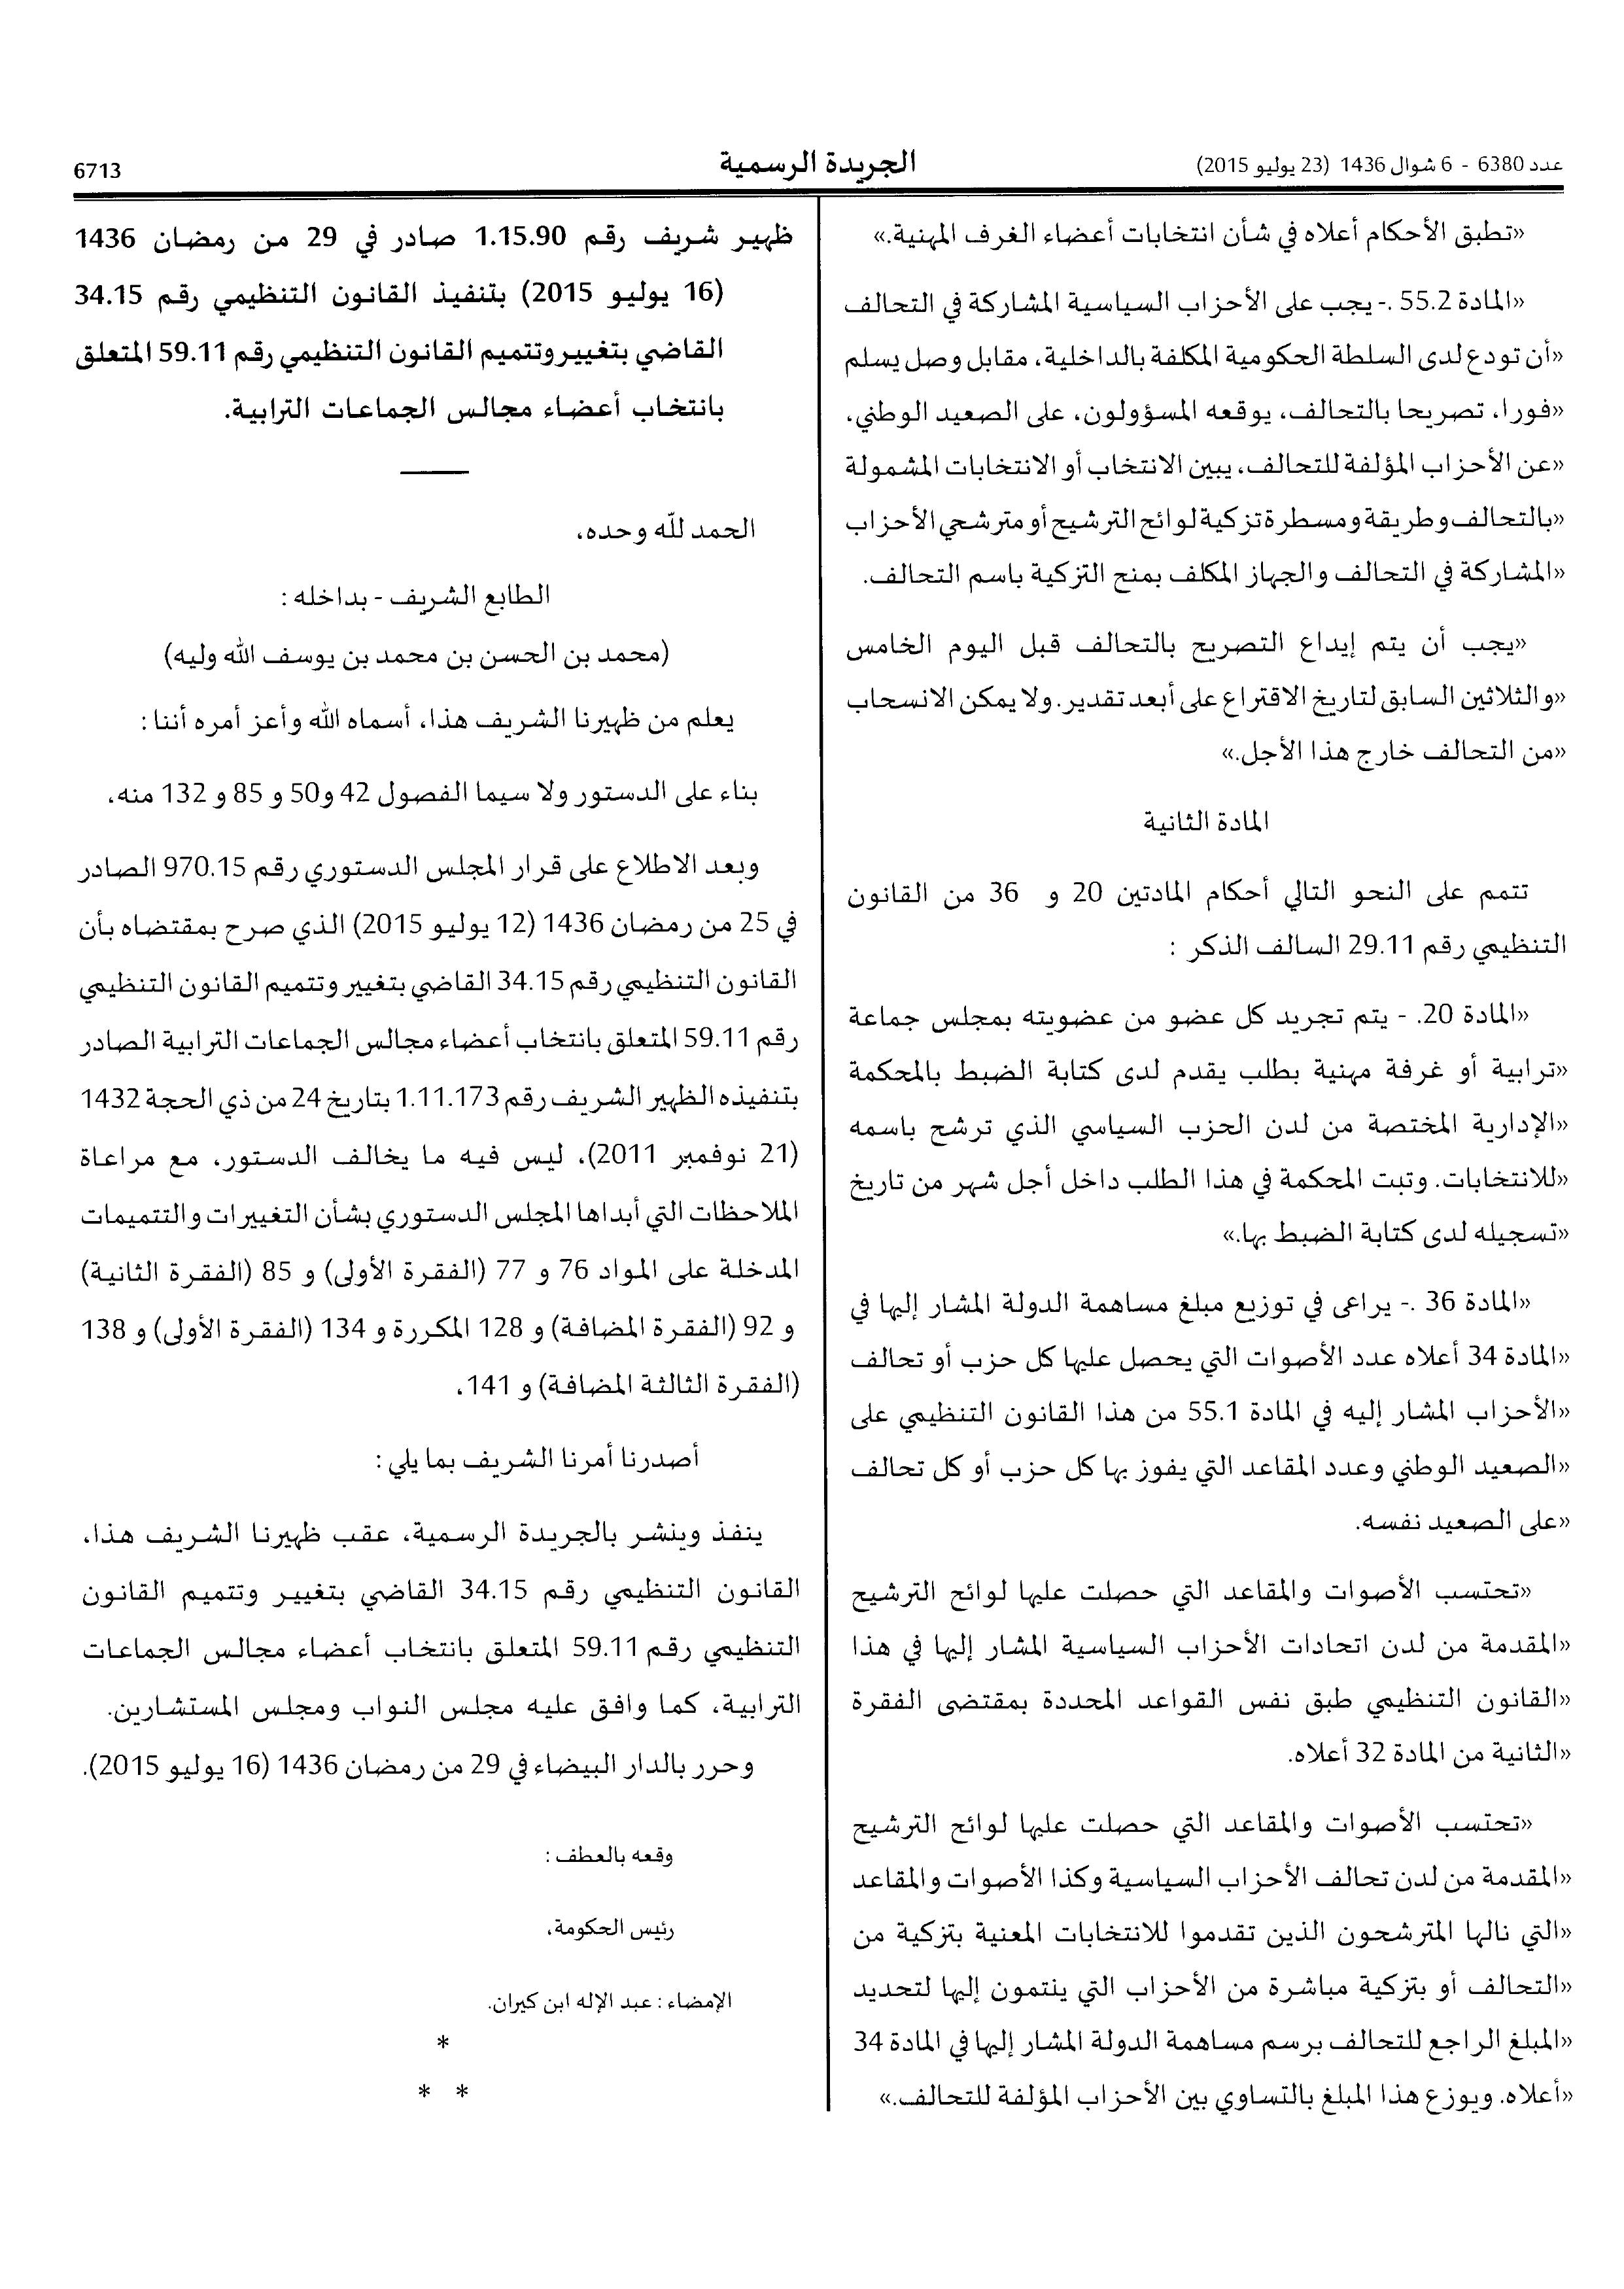 عدد 6380 - 6 شوال 1436 (23 يوليو 2015)
الجريدة الرسمية
6713
«تطبق الأحكام أعلاه في شأن انتخابات أعضاء الغرف المهنية.»
«المادة 55.2 .- يجب على الأحزاب السياسية المشاركة في التحالف
«أن تودع لدى السلطة الحكومية المكلفة بالداخلية، مقابل وصل يسلم
«فورا، تصريحا بالتحالف، يوقعه المسؤولون، على الصعيد الوطني،
«عن الأحزاب المؤلفة للتحالف، يبين الانتخاب أو الانتخابات المشمولة
«بالتحالف وطريقة ومسطرة تزكية لوائح الترشيح أو مترشحي الأحزاب
«المشاركة في التحالف والجهاز المكلف بمنح التزكية باسم التحالف.
«يجب أن يتم إيداع التصريح بالتحالف قبل اليوم الخامس
«والثلاثين السابق لتاريخ الاقتراع على أبعد تقدير. ولا يمكن الانسحاب
«من التحالف خارج هذا الأجل.»
المادة الثانية
تتمم على النحو التالي أحكام المادتين 20 و 36 من القانون
التنظيمي رقم 29.11 السالف الذكر :
«المادة 20. - يتم تجريد كل عضو من عضويته بمجلس جماعة
«ترابية أو غرفة مهنية بطلب يقدم لدى كتابة الضبط بالمحكمة
«الإدارية المختصة من لدن الحزب السياسي الذي ترشح باسمه
«للانتخابات. وتبت المحكمة في هذا الطلب داخل أجل شهر من تاريخ
«تسجيله لدى كتابة الضبط بها.»
«المادة 36 .- يراعى في توزيع مبلغ مساهمة الدولة المشار إليها في
«المادة 34 أعلاه عدد الأصوات التي يحصل عليها كل حزب أو تحالف
«الأحزاب المشار إليه في المادة 55.1 من هذا القانون التنظيمي على
«الصعيد الوطني وعدد المقاعد التي يفوز بها كل حزب أو كل تحالف
«على الصعيد نفسه.
«تحتسب الأصوات والمقاعد التي حصلت عليها لوائح الترشيح
«المقدمة من لدن اتحادات الأحزاب السياسية المشار إليها في هذا
«القانون التنظيمي طبق نفس القواعد المحددة بمقتضى الفقرة
«الثانية من المادة 32 أعلاه.
«تحتسب الأصوات والمقاعد التي حصلت عليها لوائح الترشيح
«المقدمة من لدن تحالف الأحزاب السياسية وكذا الأصوات والمقاعد
«التي نالها المترشحون الذين تقدموا للانتخابات المعنية بتزكية من
«التحالف أو بتزكية مباشرة من الأحزاب التي ينتمون إليها لتحديد
«المبلغ الراجع للتحالف برسم مساهمة الدولة المشار إليها في المادة 34
«أعلاه. ويوزع هذا المبلغ بالتساوي بين الأحزاب المؤلفة للتحالف.»
ظهير شريف رقم 1.15.90 صادر في 29 من رمضان 1436
(16 يوليو 2015) بتنفيذ القانون التنظيمي رقم 34.15
القاضي بتغيير وتتميم القانون التنظيمي رقم 59.11 المتعلق
بانتخاب أعضاء مجالس الجماعات الترابية.
الحمد لله وحده،
الطابع الشريف - بداخله :
(محمد بن الحسن بن محمد بن يوسف الله وليه)
يعلم من ظهيرنا الشريف هذا، أسماه الله وأعز أمره أننا :
بناء على الدستور ولا سيما الفصول 42 و50 و 85 و 132 منه،
وبعد الاطلاع على قرار المجلس الدستوري رقم 970.15 الصادر
في 25 من رمضان 1436 (12 يوليو 2015) الذي صرح بمقتضاه بأن
القانون التنظيمي رقم 34.15 القاضي بتغيير وتتميم القانون التنظيمي
رقم 59.11 المتعلق بانتخاب أعضاء مجالس الجماعات الترابية الصادر
بتنفيذه الظهير الشريف رقم 1.11.173 بتاريخ 24 من ذي الحجة 1432
(21 نوفمبر 2011)، ليس فيه ما يخالف الدستور، مع مراعاة
الملاحظات التي أبداها المجلس الدستوري بشأن التغييرات والتتميمات
المدخلة على المواد 76 و 77 (الفقرة الأولى) و 85 (الفقرة الثانية)
و 92 (الفقرة المضافة) و 128 المكررة و 134 (الفقرة الأولى) و 138
(الفقرة الثالثة المضافة) و 141،
أصدرنا أمرنا الشريف بما يلي :
ينفذ وينشر بالجريدة الرسمية، عقب ظهيرنا الشريف هذا،
القانون التنظيمي رقم 34.15 القاضي بتغيير وتتميم القانون
التنظيمي رقم 59.11 المتعلق بانتخاب أعضاء مجالس الجماعات
الترابية، كما وافق عليه مجلس النواب ومجلس المستشارين.
وحرر بالدار البيضاء في 29 من رمضان 1436 (16 يوليو 2015).
وقعه بالعطف :
رئيس الحكومة،
الإمضاء : عبد الإله ابن كيران.
*
* *